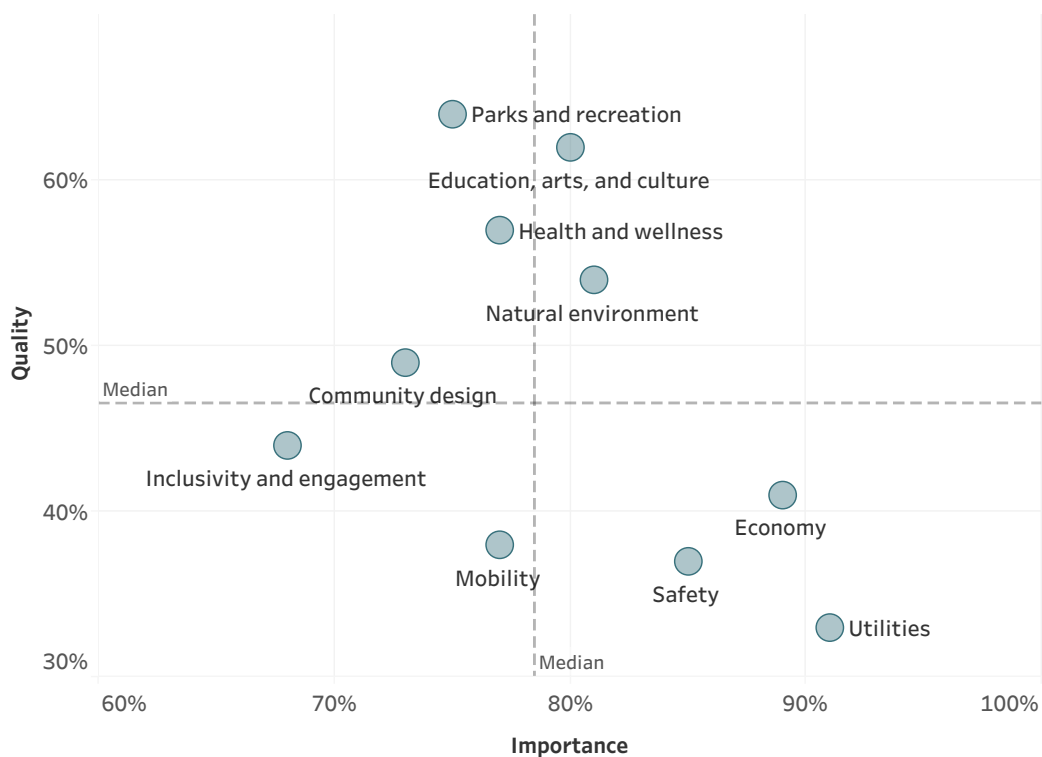 Parks and recreation
Education, arts, and culture
60%
Health and wellness
Natural environment
Quality
50%
Median
Community design
Inclusivity and engagement
40%
Economy
Mobility
Safety
Utilities
30%
Median
60%
70%
80%
90%
100%
Importance